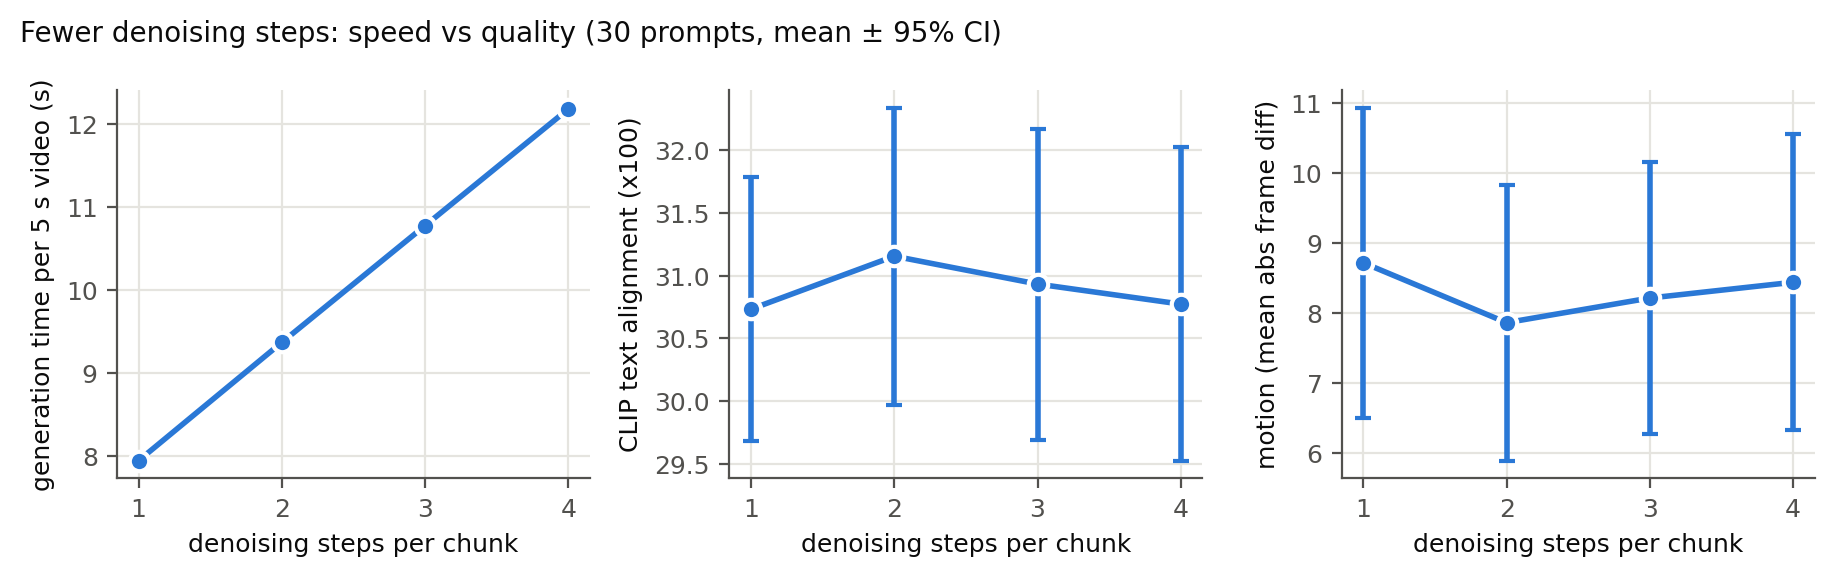 Fewer denoising steps: speed vs quality (30 prompts, mean ± 95% CI)
generation time per 5 s video (s)
12
11
10
9
8
1 2 3 4
denoising steps per chunk
CLIP text alignment (x100)
32.0
31.5
31.0
30.5
30.0
29.5
1 2 3 4
denoising steps per chunk
motion (mean abs frame diff)
11
10
9
8
7
6
1 2 3 4
denoising steps per chunk